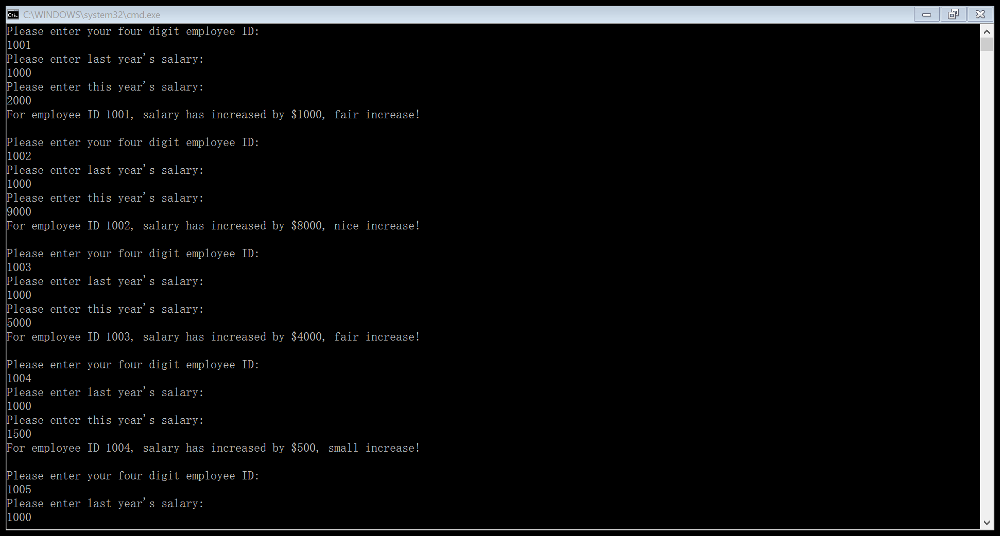 C:\WINDOWS\system32\cmd.exe
Please enter your four digit employee ID:
1001
Please enter last year's salary:
1000
Please enter this year's salary:
2000
For employee ID 1001, salary has increased by $1000, fair increase!
Please enter your four digit employee ID:
1002
Please enter last year's salary:
1000
Please enter this year's salary:
9000
For employee ID 1002, salary has increased by $8000, nice increase!
Please enter your four digit employee ID:
1003
Please enter last year's salary:
1000
Please enter this year's salary:
5000
For employee ID 1003, salary has increased by $4000, fair increase!
Please enter your four digit employee ID:
1004
Please enter last year's salary:
1000
Please enter this year's salary:
1500
For employee ID 1004, salary has increased by $500, small increase!
Please enter your four digit employee ID:
1005
Please enter last year's salary:
1000